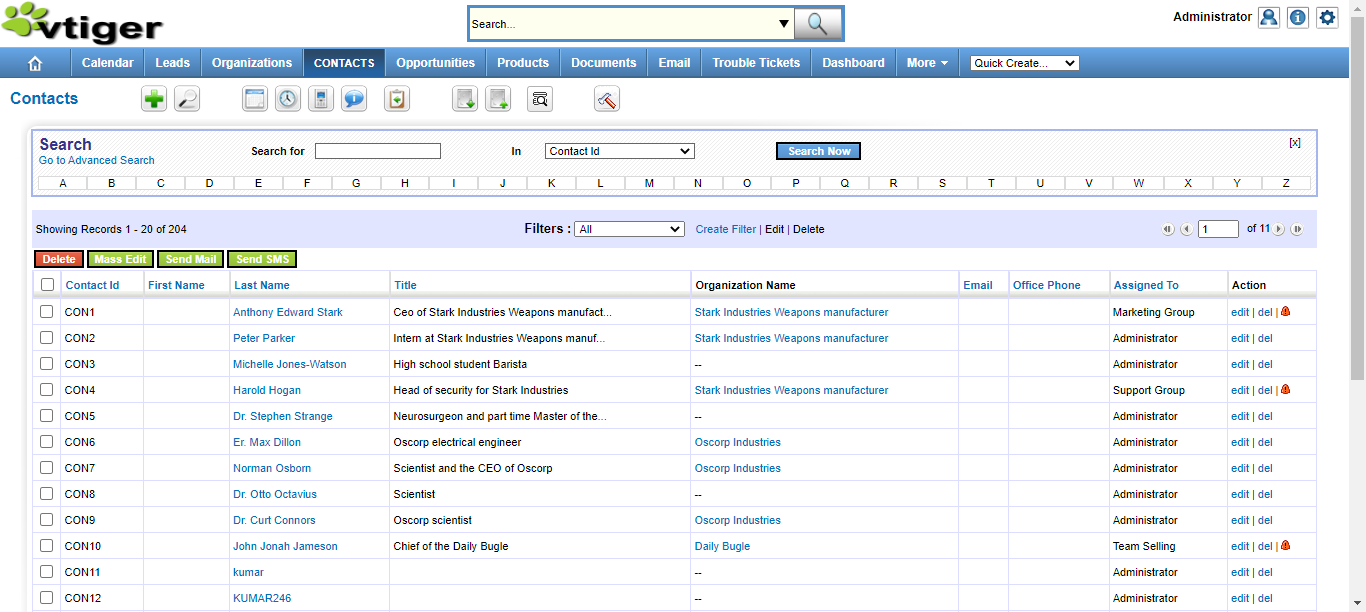 vtiger
Search...
Administrator
Calendar Leads Organizations CONTACTS Opportunities Products Documents Email Trouble Tickets Dashboard More Quick Create...
Contacts
Search
Go to Advanced Search
Search for In Contact Id Search Now [x]
A B C D E F G H I J K L M N O P Q R S T U V W X Y Z
Showing Records 1 - 20 of 204 Filters : All Create Filter | Edit | Delete 1 of 11
Delete Mass Edit Send Mail Send SMS
Contact Id First Name Last Name Title Organization Name Email Office Phone Assigned To Action
CON1 Anthony Edward Stark Ceo of Stark Industries Weapons manufact... Stark Industries Weapons manufacturer Marketing Group edit | del |
CON2 Peter Parker Intern at Stark Industries Weapons manuf... Stark Industries Weapons manufacturer Administrator edit | del
CON3 Michelle Jones-Watson High school student Barista -- Administrator edit | del
CON4 Harold Hogan Head of security for Stark Industries Stark Industries Weapons manufacturer Support Group edit | del |
CON5 Dr. Stephen Strange Neurosurgeon and part time Master of the... -- Administrator edit | del
CON6 Er. Max Dillon Oscorp electrical engineer Oscorp Industries Administrator edit | del
CON7 Norman Osborn Scientist and the CEO of Oscorp Oscorp Industries Administrator edit | del
CON8 Dr. Otto Octavius Scientist -- Administrator edit | del
CON9 Dr. Curt Connors Oscorp scientist Oscorp Industries Administrator edit | del
CON10 John Jonah Jameson Chief of the Daily Bugle Daily Bugle Team Selling edit | del |
CON11 kumar -- Administrator edit | del
CON12 KUMAR246 -- Administrator edit | del